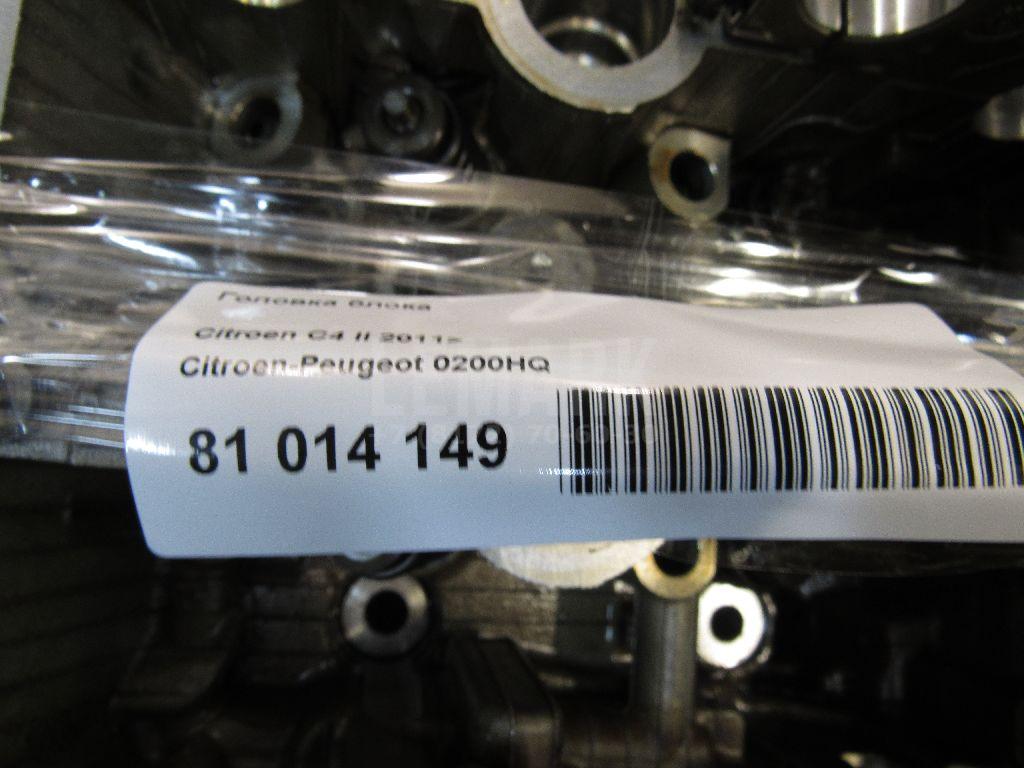 Головка блока
Citroen C4 II 2011>
Citroen-Peugeot 0200HQ
81 014 149